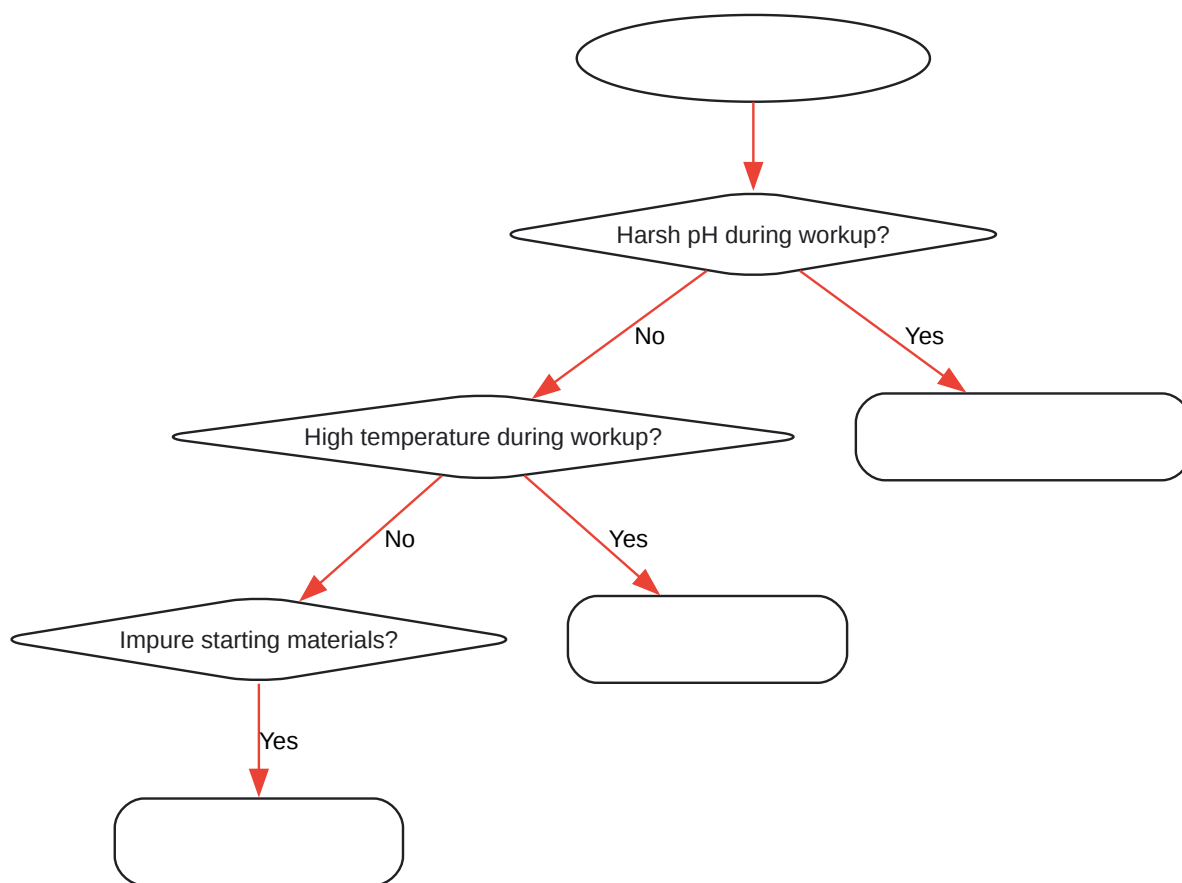 Harsh pH during workup?
No
Yes
High temperature during workup?
No
Yes
Impure starting materials?
Yes